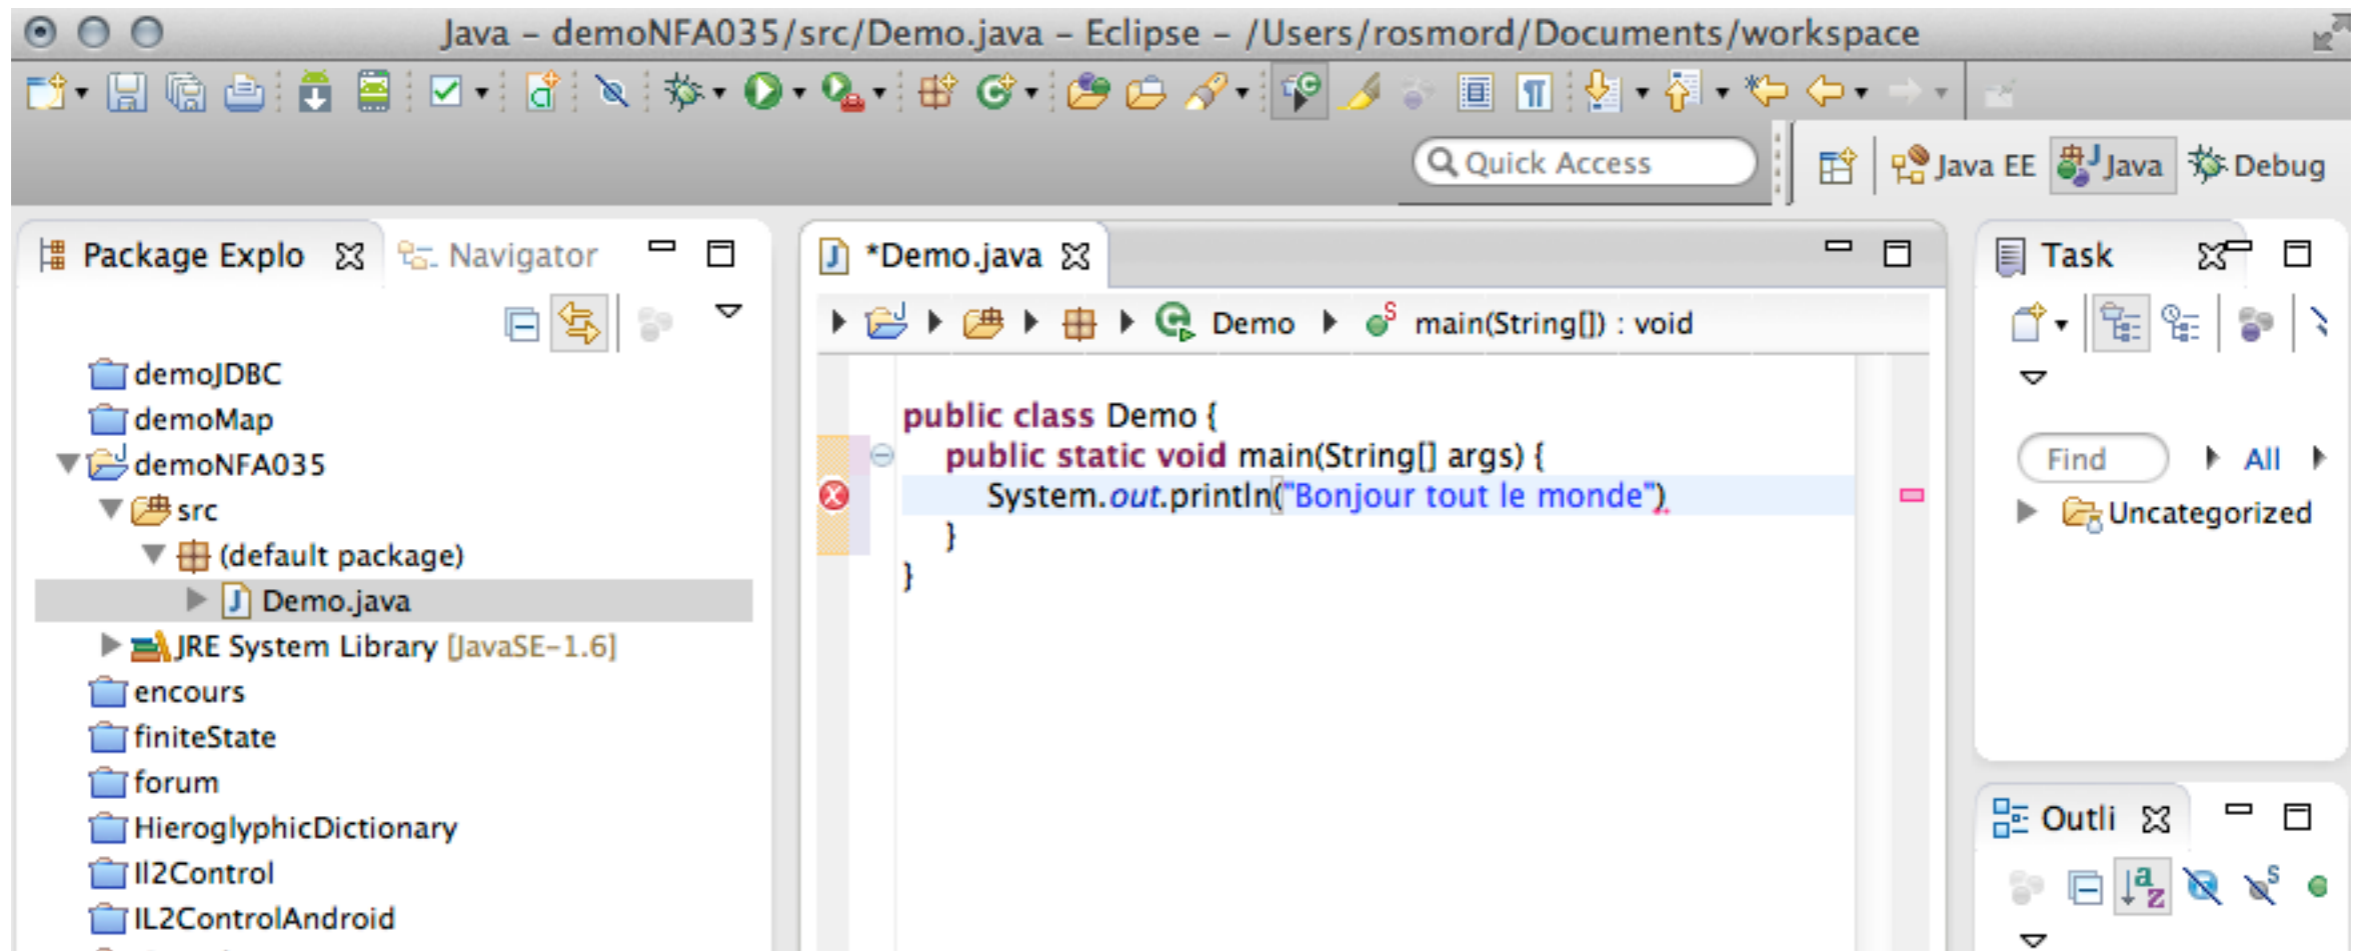 Java – demoNFA035/src/Demo.java – Eclipse – /Users/rosmord/Documents/workspace
Quick Access
Java EE
Java
Debug
Package Explo
Navigator
demoJDBC
demoMap
demoNFA035
src
(default package)
Demo.java
JRE System Library [JavaSE-1.6]
encours
finiteState
forum
HieroglyphicDictionary
Il2Control
IL2ControlAndroid
*Demo.java
Demo
main(String[]) : void
public class Demo {
public static void main(String[] args) {
System.out.println("Bonjour tout le monde")
}
}
Task
Find
All
Uncategorized
Outli